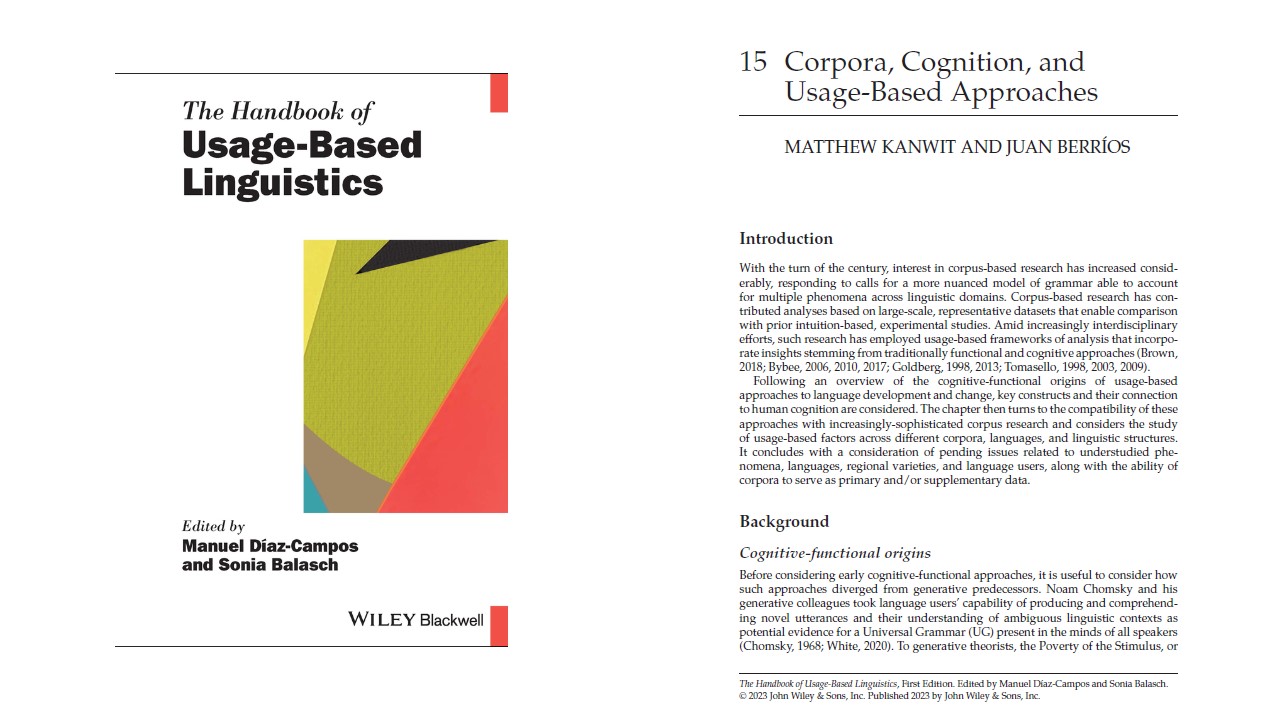 The Handbook of
Usage-Based
Linguistics
Edited by
Manuel Díaz-Campos
and Sonia Balasch
WILEY Blackwell
15 Corpora, Cognition, and
Usage-Based Approaches
MATTHEW KANWIT AND JUAN BERRÍOS
Introduction
With the turn of the century, interest in corpus-based research has increased consid-
erably, responding to calls for a more nuanced model of grammar able to account
for multiple phenomena across linguistic domains. Corpus-based research has con-
tributed analyses based on large-scale, representative datasets that enable comparison
with prior intuition-based, experimental studies. Amid increasingly interdisciplinary
efforts, such research has employed usage-based frameworks of analysis that incorpo-
rate insights stemming from traditionally functional and cognitive approaches (Brown,
2018; Bybee, 2006, 2010, 2017; Goldberg, 1998, 2013; Tomasello, 1998, 2003, 2009).
Following an overview of the cognitive-functional origins of usage-based
approaches to language development and change, key constructs and their connection
to human cognition are considered. The chapter then turns to the compatibility of these
approaches with increasingly-sophisticated corpus research and considers the study
of usage-based factors across different corpora, languages, and linguistic structures.
It concludes with a consideration of pending issues related to understudied phe-
nomena, languages, regional varieties, and language users, along with the ability of
corpora to serve as primary and/or supplementary data.
Background
Cognitive-functional origins
Before considering early cognitive-functional approaches, it is useful to consider how
such approaches diverged from generative predecessors. Noam Chomsky and his
generative colleagues took language users' capability of producing and comprehend-
ing novel utterances and their understanding of ambiguous linguistic contexts as
potential evidence for a Universal Grammar (UG) present in the minds of all speakers
(Chomsky, 1968; White, 2020). To generative theorists, the Poverty of the Stimulus, or
The Handbook of Usage-Based Linguistics, First Edition. Edited by Manuel Díaz-Campos and Sonia Balasch.
© 2023 John Wiley & Sons, Inc. Published 2023 by John Wiley & Sons, Inc.